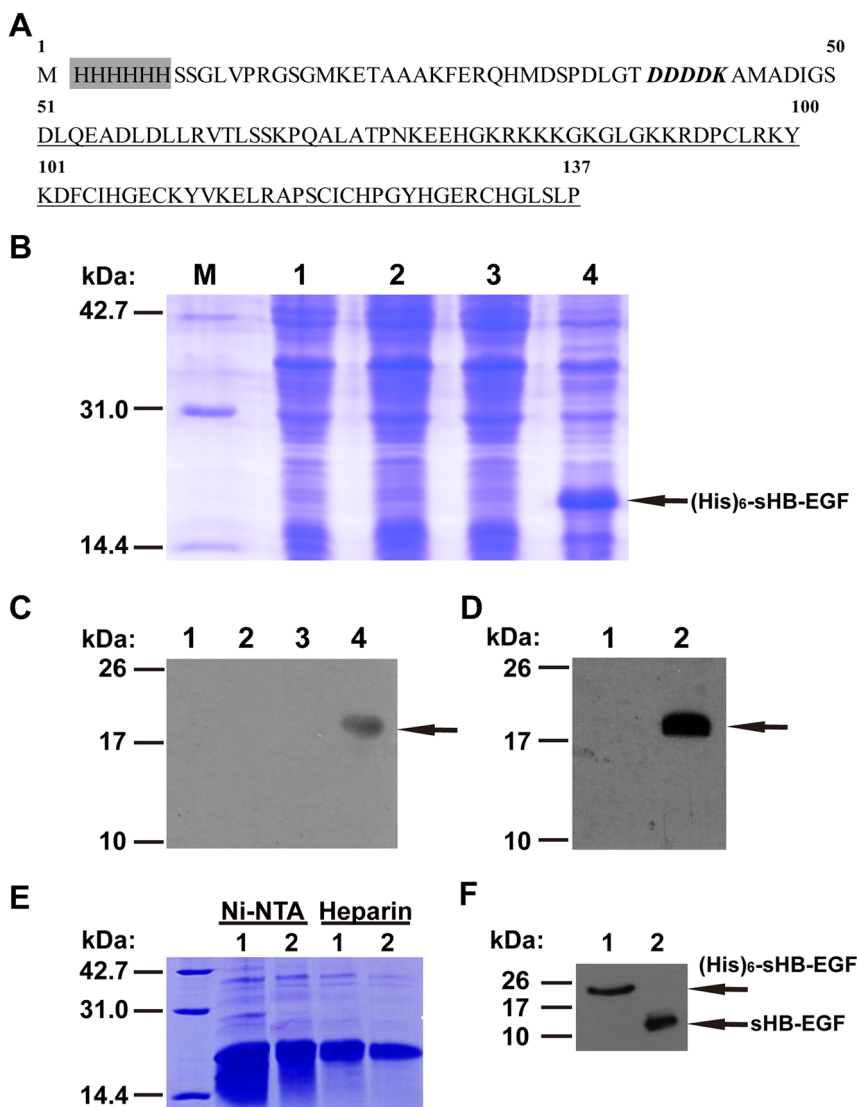 A
1 50
M HHHHHHSSGLVPRGSGMKETAAAKFERQHMDSPDLGT DDDDK AMADIGS
51 100
DLQEADLDLLRVTLSSKPQALATPNKEEHGKRKKKGKGLGKKRDPCLRKY
101 137
KDFCIHGECKYVKELRAPSCICHPGYHGERCHGLSLP
B
kDa: M 1 2 3 4
42.7
31.0
(His)6-sHB-EGF
14.4
C
kDa: 1 2 3 4
26
17
10
D
kDa: 1 2
26
17
10
E
Ni-NTA Heparin
kDa: 1 2 1 2
42.7
31.0
14.4
F
kDa: 1 2
(His)6-sHB-EGF
26
17
10
sHB-EGF